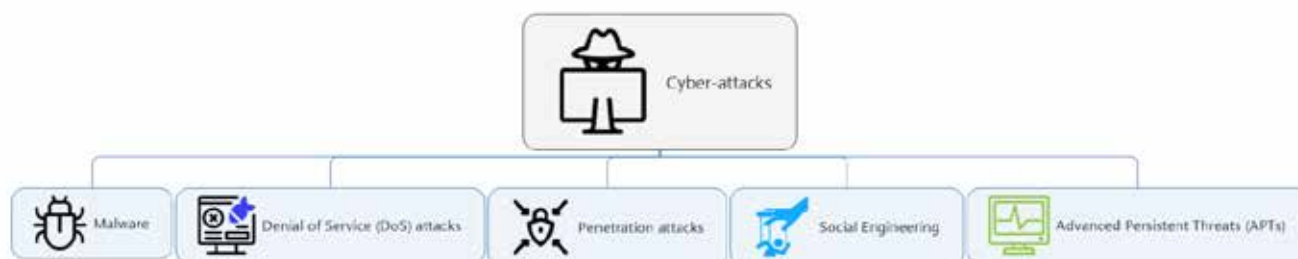 Cyber-attacks
Malware
Denial of Service (DoS) attacks
Penetration attacks
Social Engineering
Advanced Persistent Threats (APTs)